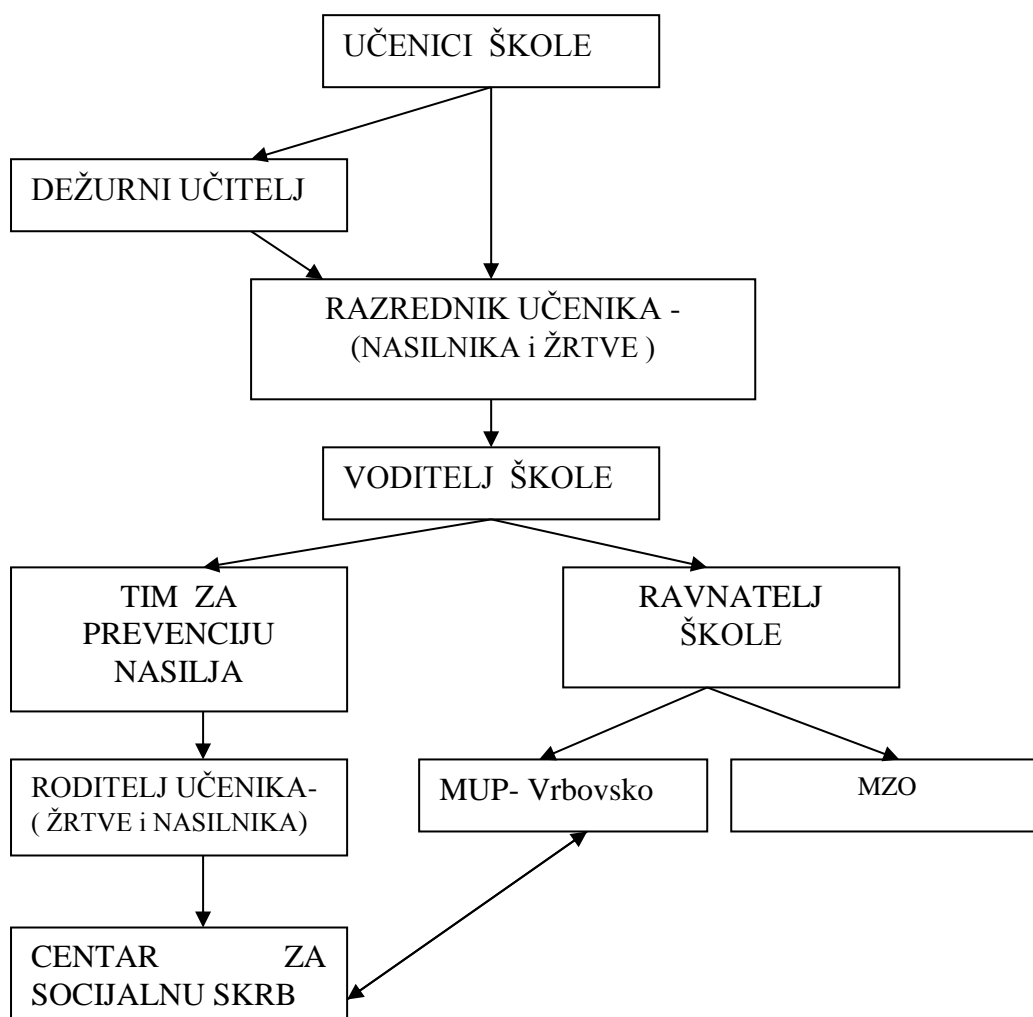 UČENICI ŠKOLE
DEŽURNI UČITELJ
RAZREDNIK UČENIKA -
(NASILNIKA i ŽRTVE )
VODITELJ ŠKOLE
TIM ZA
PREVENCIJU
NASILJA
RAVNATELJ
ŠKOLE
RODITELJ UČENIKA-
( ŽRTVE i NASILNIKA)
MUP- Vrbovsko
MZO
CENTAR ZA
SOCIJALNU SKRB